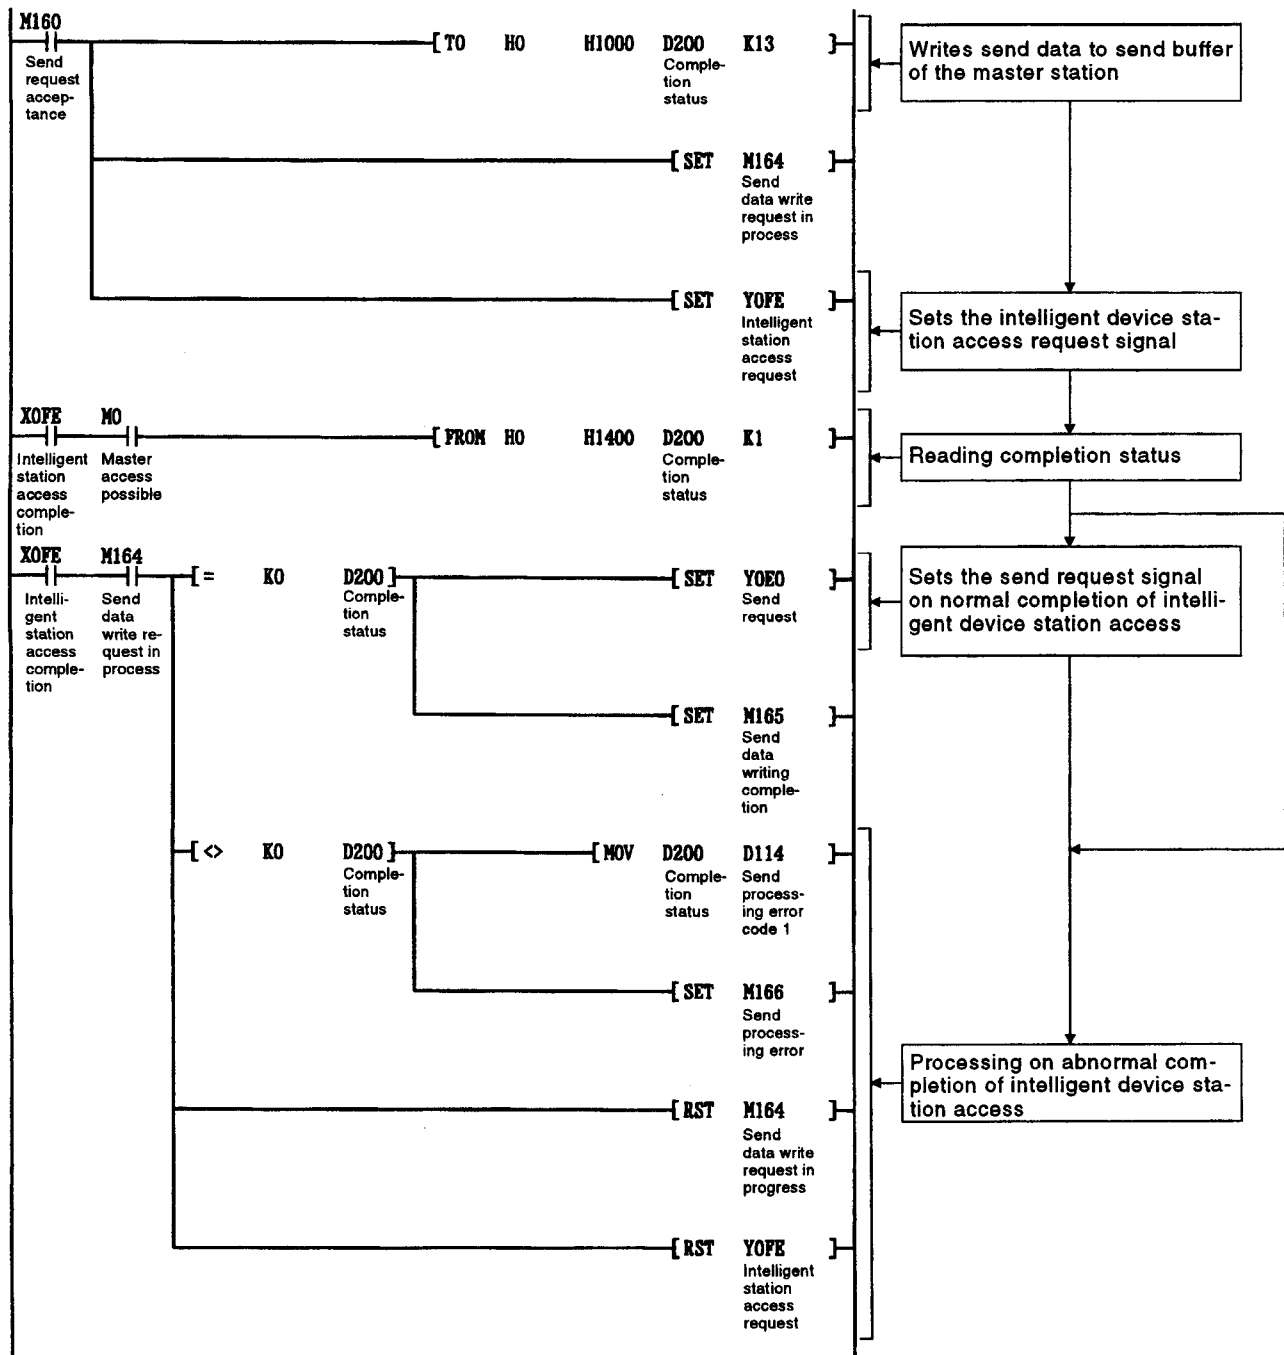 M160
Send
request
accep-
tance
[TO H0 H1000 D200 K13 ]
Comple-
tion
status
Writes send data to send buffer
of the master station
[SET M164 ]
Send
data write
request in
process
[SET Y0FE ]
Intelligent
station
access
request
Sets the intelligent device sta-
tion access request signal
X0FE M0
Intelligent
station
access
comple-
tion
Master
access
possible
[FROM H0 H1400 D200 K1 ]
Comple-
tion
status
Reading completion status
X0FE M164
Intelli-
gent
station
access
comple-
tion
Send
data
write re-
quest in
process
[= K0 D200]
Comple-
tion
status
[SET Y0E0 ]
Send
request
Sets the send request signal
on normal completion of intelli-
gent device station access
[SET M165 ]
Send
data
writing
comple-
tion
[<> K0 D200]
Comple-
tion
status
[MOV D200 D114 ]
Comple-
tion
status
Send
process-
ing error
code 1
[SET M166 ]
Send
process-
ing error
Processing on abnormal com-
pletion of intelligent device sta-
tion access
[RST M164 ]
Send
data write
request in
progress
[RST Y0FE ]
Intelligent
station
access
request